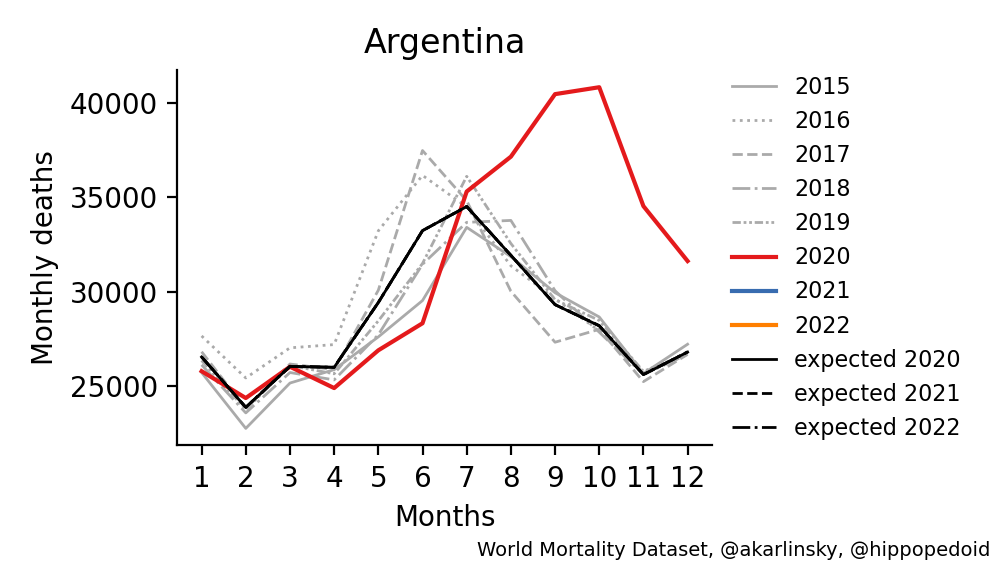 Argentina
Monthly deaths
40000
35000
30000
25000
1 2 3 4 5 6 7 8 9 10 11 12
Months
2015
2016
2017
2018
2019
2020
2021
2022
expected 2020
expected 2021
expected 2022
World Mortality Dataset, @akarlinsky, @hippopedoid